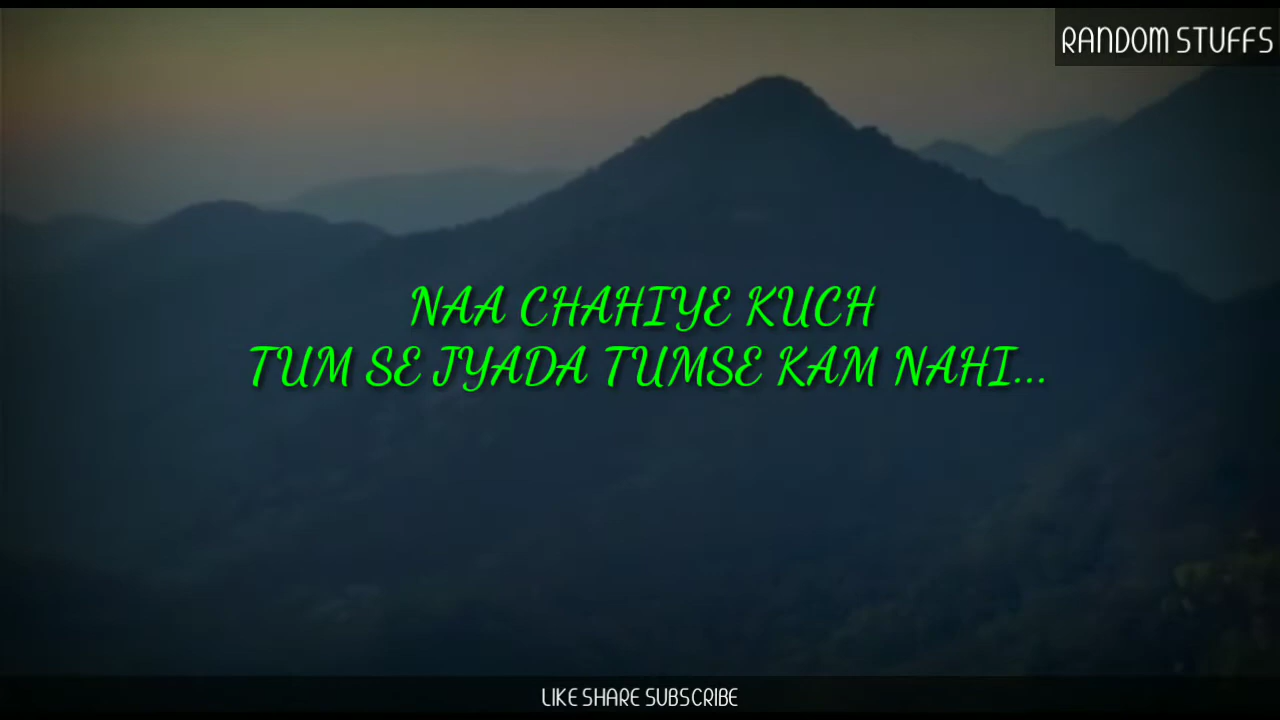 RANDOM STUFFS
NAA CHAHIYE KUCH
TUM SE JYADA TUMSE KAM NAHI...
LIKE SHARE SUBSCRIBE